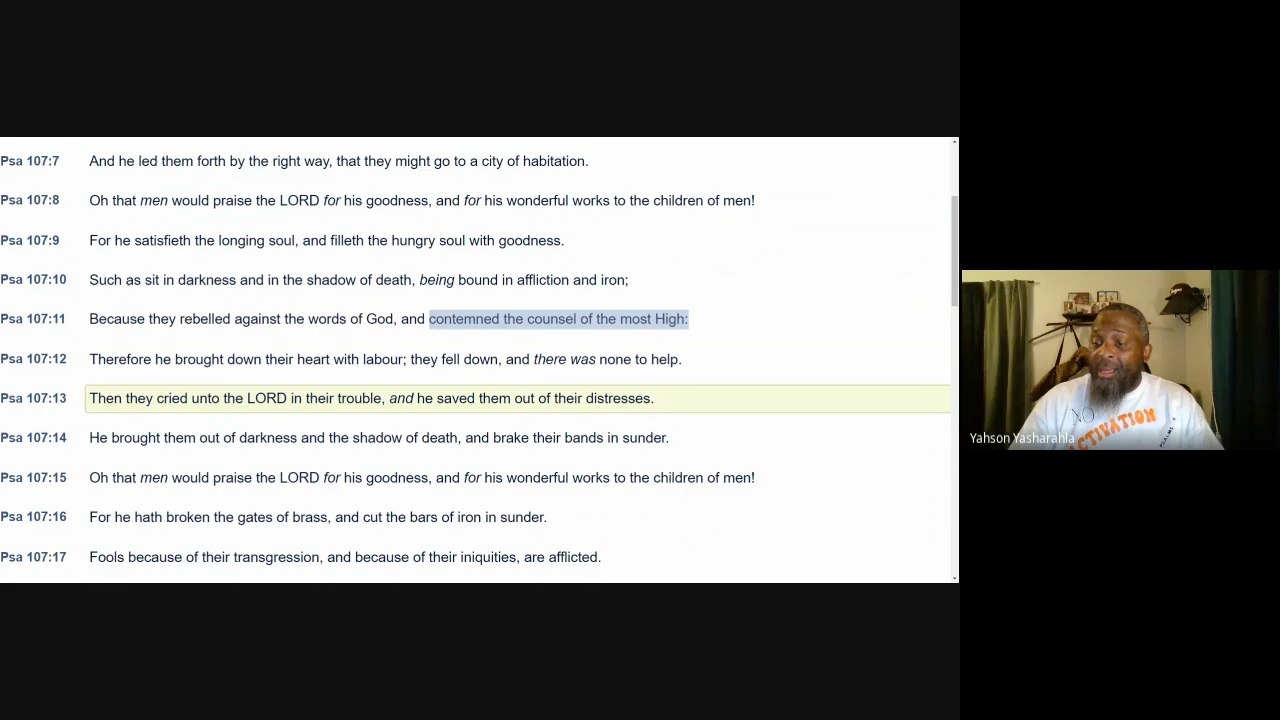 Psa 107:7 And he led them forth by the right way, that they might go to a city of habitation.
Psa 107:8 Oh that men would praise the LORD for his goodness, and for his wonderful works to the children of men!
Psa 107:9 For he satisfieth the longing soul, and filleth the hungry soul with goodness.
Psa 107:10 Such as sit in darkness and in the shadow of death, being bound in affliction and iron;
Psa 107:11 Because they rebelled against the words of God, and contemned the counsel of the most High:
Psa 107:12 Therefore he brought down their heart with labour; they fell down, and there was none to help.
Psa 107:13 Then they cried unto the LORD in their trouble, and he saved them out of their distresses.
Psa 107:14 He brought them out of darkness and the shadow of death, and brake their bands in sunder.
Psa 107:15 Oh that men would praise the LORD for his goodness, and for his wonderful works to the children of men!
Psa 107:16 For he hath broken the gates of brass, and cut the bars of iron in sunder.
Psa 107:17 Fools because of their transgression, and because of their iniquities, are afflicted.
NO
ACTIVATION
Yahson Yasharahla